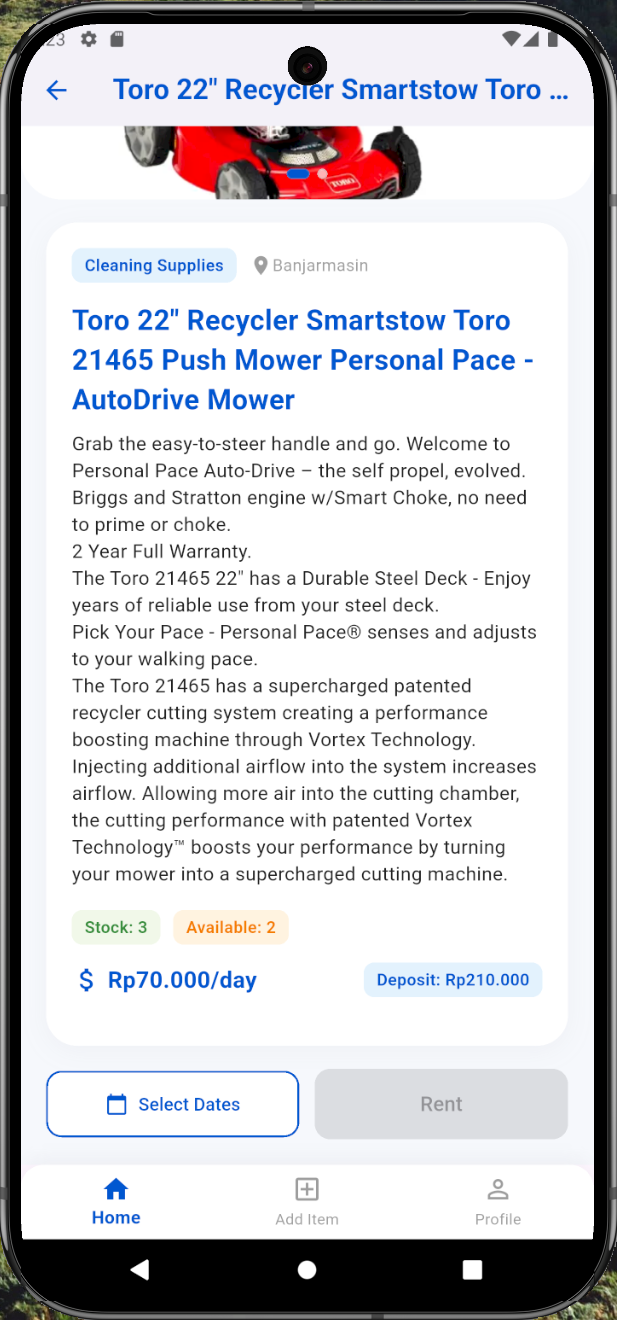 23
Toro 22" Recycler Smartstow Toro ...
TORO
Cleaning Supplies
Banjarmasin
Toro 22" Recycler Smartstow Toro
21465 Push Mower Personal Pace -
AutoDrive Mower
Grab the easy-to-steer handle and go. Welcome to
Personal Pace Auto-Drive – the self propel, evolved.
Briggs and Stratton engine w/Smart Choke, no need
to prime or choke.
2 Year Full Warranty.
The Toro 21465 22" has a Durable Steel Deck - Enjoy
years of reliable use from your steel deck.
Pick Your Pace - Personal Pace® senses and adjusts
to your walking pace.
The Toro 21465 has a supercharged patented
recycler cutting system creating a performance
boosting machine through Vortex Technology.
Injecting additional airflow into the system increases
airflow. Allowing more air into the cutting chamber,
the cutting performance with patented Vortex
Technology™ boosts your performance by turning
your mower into a supercharged cutting machine.
Stock: 3
Available: 2
$ Rp70.000/day
Deposit: Rp210.000
Select Dates
Rent
Home
Add Item
Profile